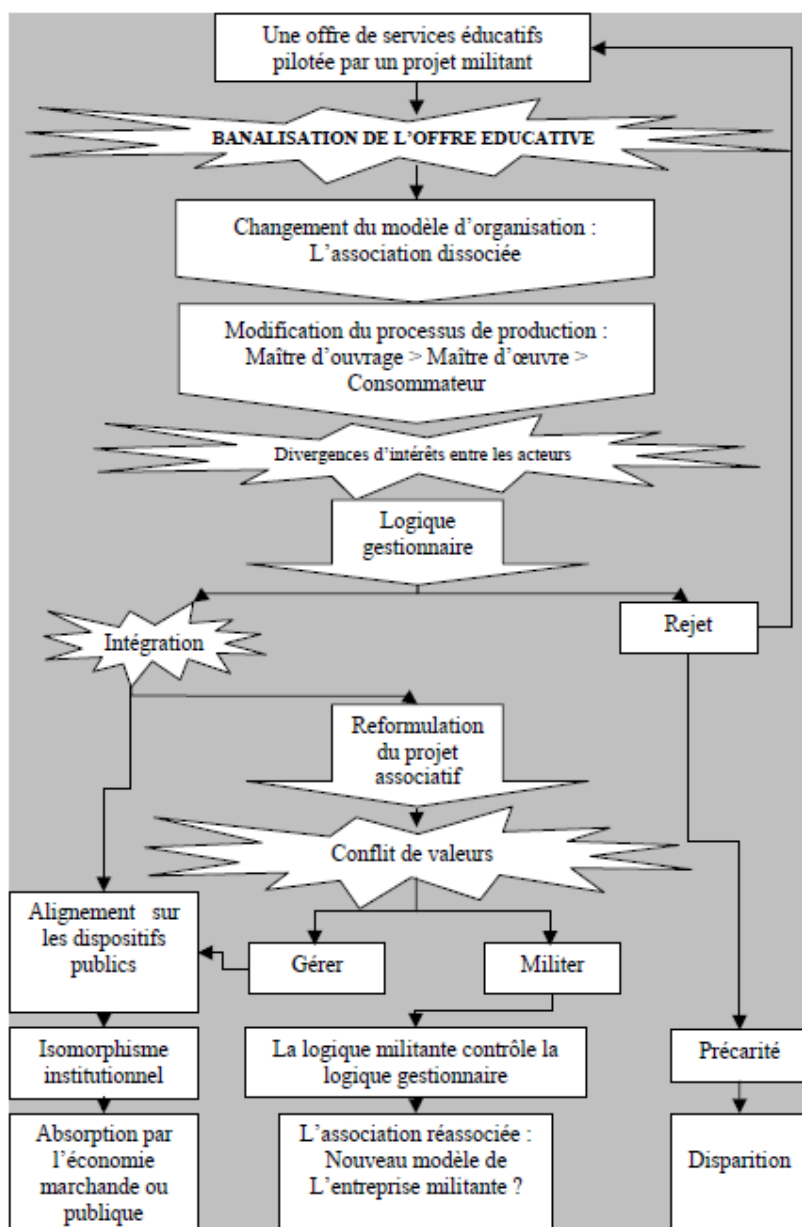 Une offre de services éducatifs
pilotée par un projet militant
BANALISATION DE L’OFFRE EDUCATIVE
Changement du modèle d’organisation :
L’association dissociée
Modification du processus de production :
Maître d’ouvrage > Maître d’œuvre >
Consommateur
Divergences d’intérêts entre les acteurs
Logique
gestionnaire
Intégration
Rejet
Reformulation
du projet
associatif
Conflit de valeurs
Alignement sur
les dispositifs
publics
Gérer
Militer
Isomorphisme
institutionnel
La logique militante contrôle la
logique gestionnaire
Précarité
Absorption par
l’économie
marchande ou
publique
L’association réassociée :
Nouveau modèle de
L’entreprise militante ?
Disparition